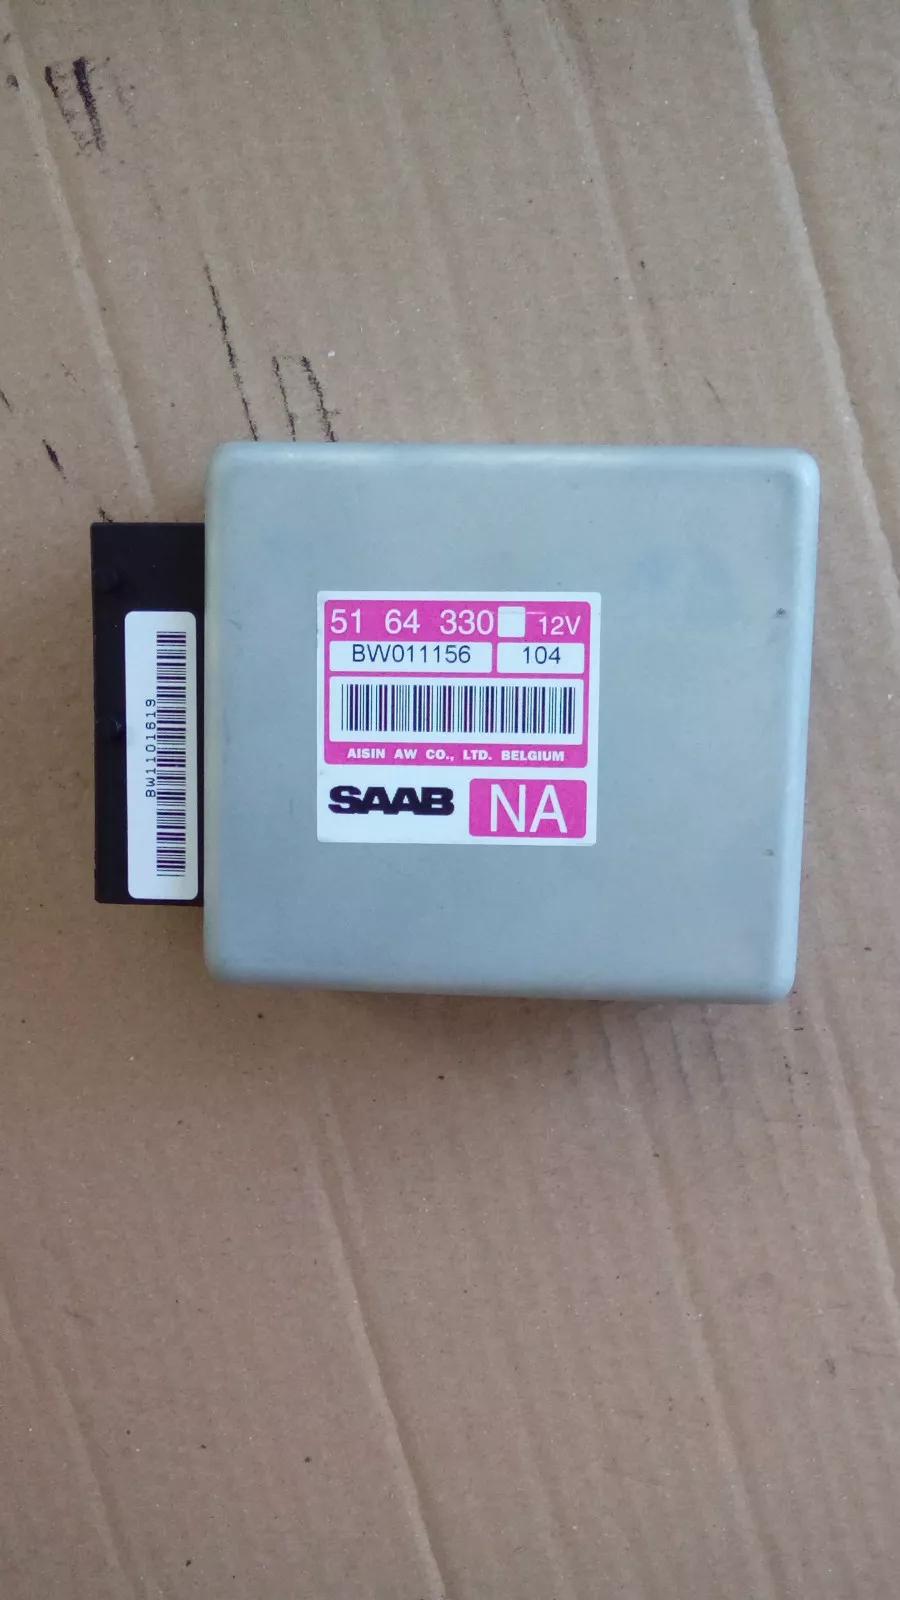 51 64 330 12V
BW011156 104
AISIN AW CO., LTD. BELGIUM
SAAB NA
BW1101619